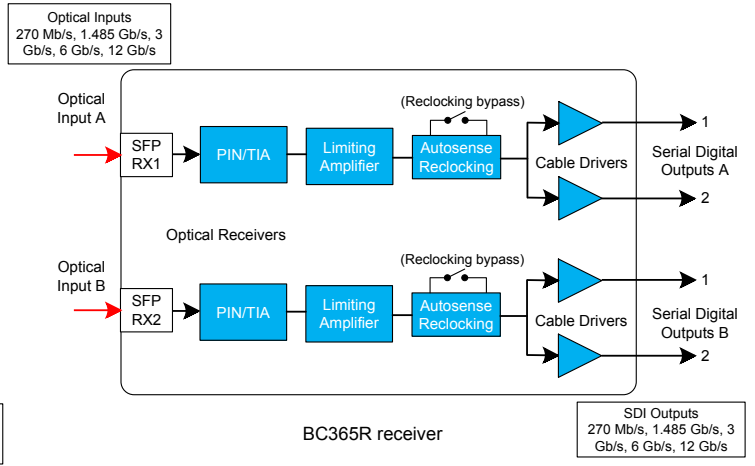 Optical Inputs
270 Mb/s, 1.485 Gb/s, 3
Gb/s, 6 Gb/s, 12 Gb/s
Optical
Input A
SFP
RX1
PIN/TIA
Limiting
Amplifier
(Reclocking bypass)
Autosense
Reclocking
Cable Drivers
1
Serial Digital
Outputs A
2
Optical Receivers
Optical
Input B
SFP
RX2
PIN/TIA
Limiting
Amplifier
(Reclocking bypass)
Autosense
Reclocking
Cable Drivers
1
Serial Digital
Outputs B
2
BC365R receiver
SDI Outputs
270 Mb/s, 1.485 Gb/s, 3
Gb/s, 6 Gb/s, 12 Gb/s